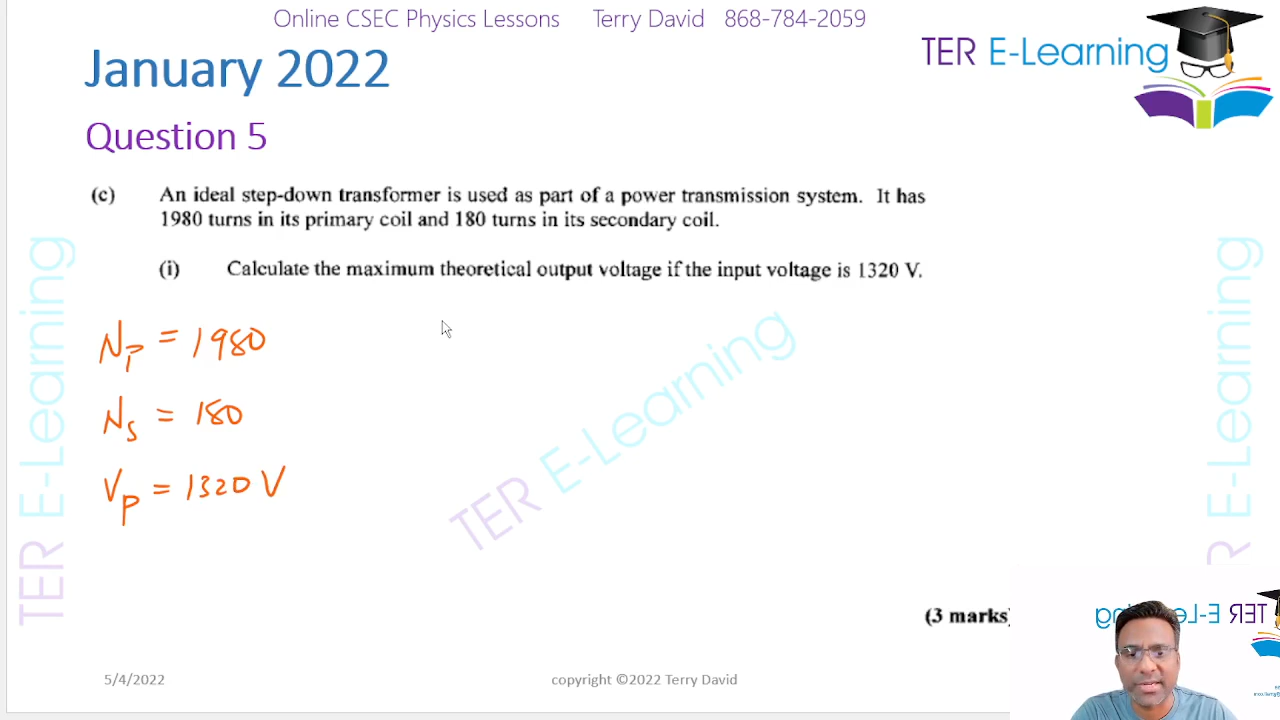 Online CSEC Physics Lessons Terry David 868-784-2059
TER E-Learning
January 2022
Question 5
(c) An ideal step-down transformer is used as part of a power transmission system. It has
1980 turns in its primary coil and 180 turns in its secondary coil.
(i) Calculate the maximum theoretical output voltage if the input voltage is 1320 V.
N_P = 1980
N_S = 180
V_P = 1320 V
TER E-Learning
TER E-Learning
TER E-Learning
(3 marks)
TER E-Learning
5/4/2022
copyright ©2022 Terry David